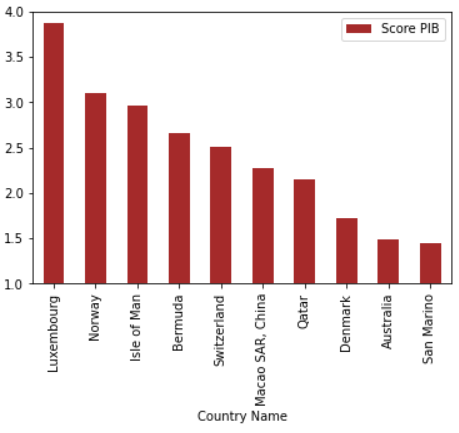 4.0
3.5
3.0
2.5
2.0
1.5
1.0
Score PIB
Luxembourg
Norway
Isle of Man
Bermuda
Switzerland
Macao SAR, China
Qatar
Denmark
Australia
San Marino
Country Name